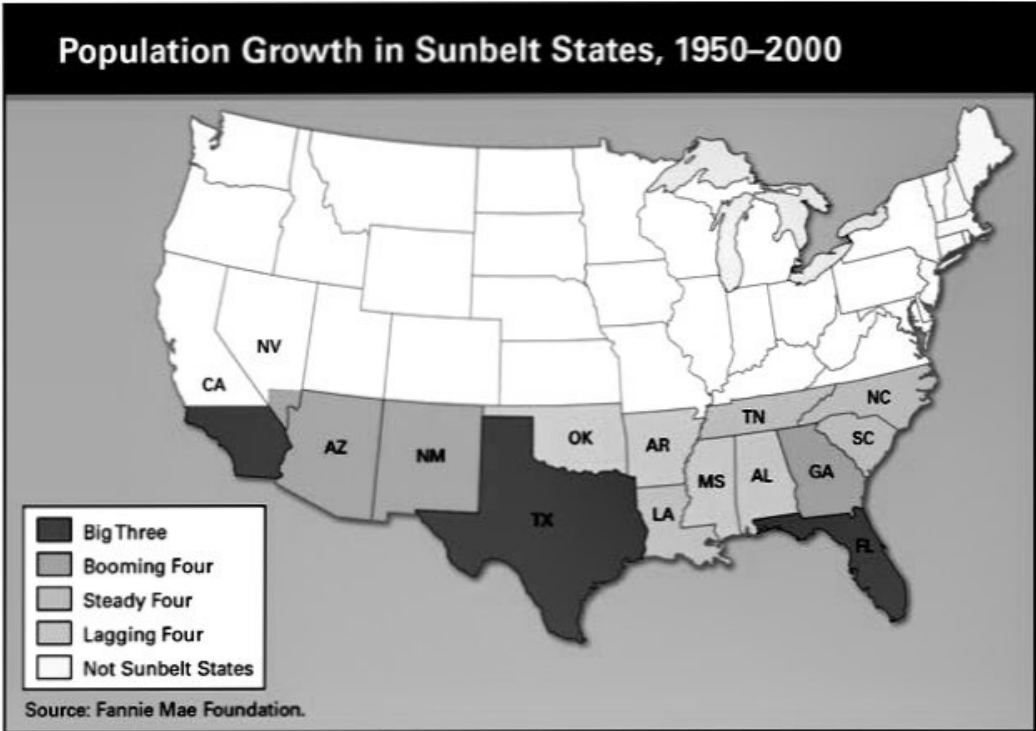 Population Growth in Sunbelt States, 1950–2000
NV
CA
AZ
NM
TX
OK
AR
LA
MS
AL
TN
NC
SC
GA
FL
Big Three
Booming Four
Steady Four
Lagging Four
Not Sunbelt States
Source: Fannie Mae Foundation.